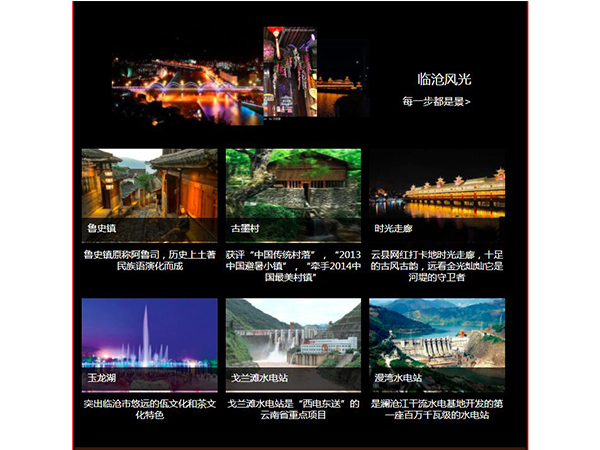 临沧风光
每一步都是景>
鲁史镇
古墨村
时光走廊
鲁史镇原称阿鲁司，历史上土著
民族语演化而成
获评“中国传统村落”，“2013
中国避暑小镇”，“牵手2014中
国最美村镇”
云县网红打卡地时光走廊，十足
的古风古韵，远看金光灿灿它是
河堤的守卫者
玉龙湖
戈兰滩水电站
漫湾水电站
突出临沧市悠远的佤文化和茶文
化特色
戈兰滩水电站是“西电东送”的
云南省重点项目
是澜沧江干流水电基地开发的第
一座百万千瓦级的水电站